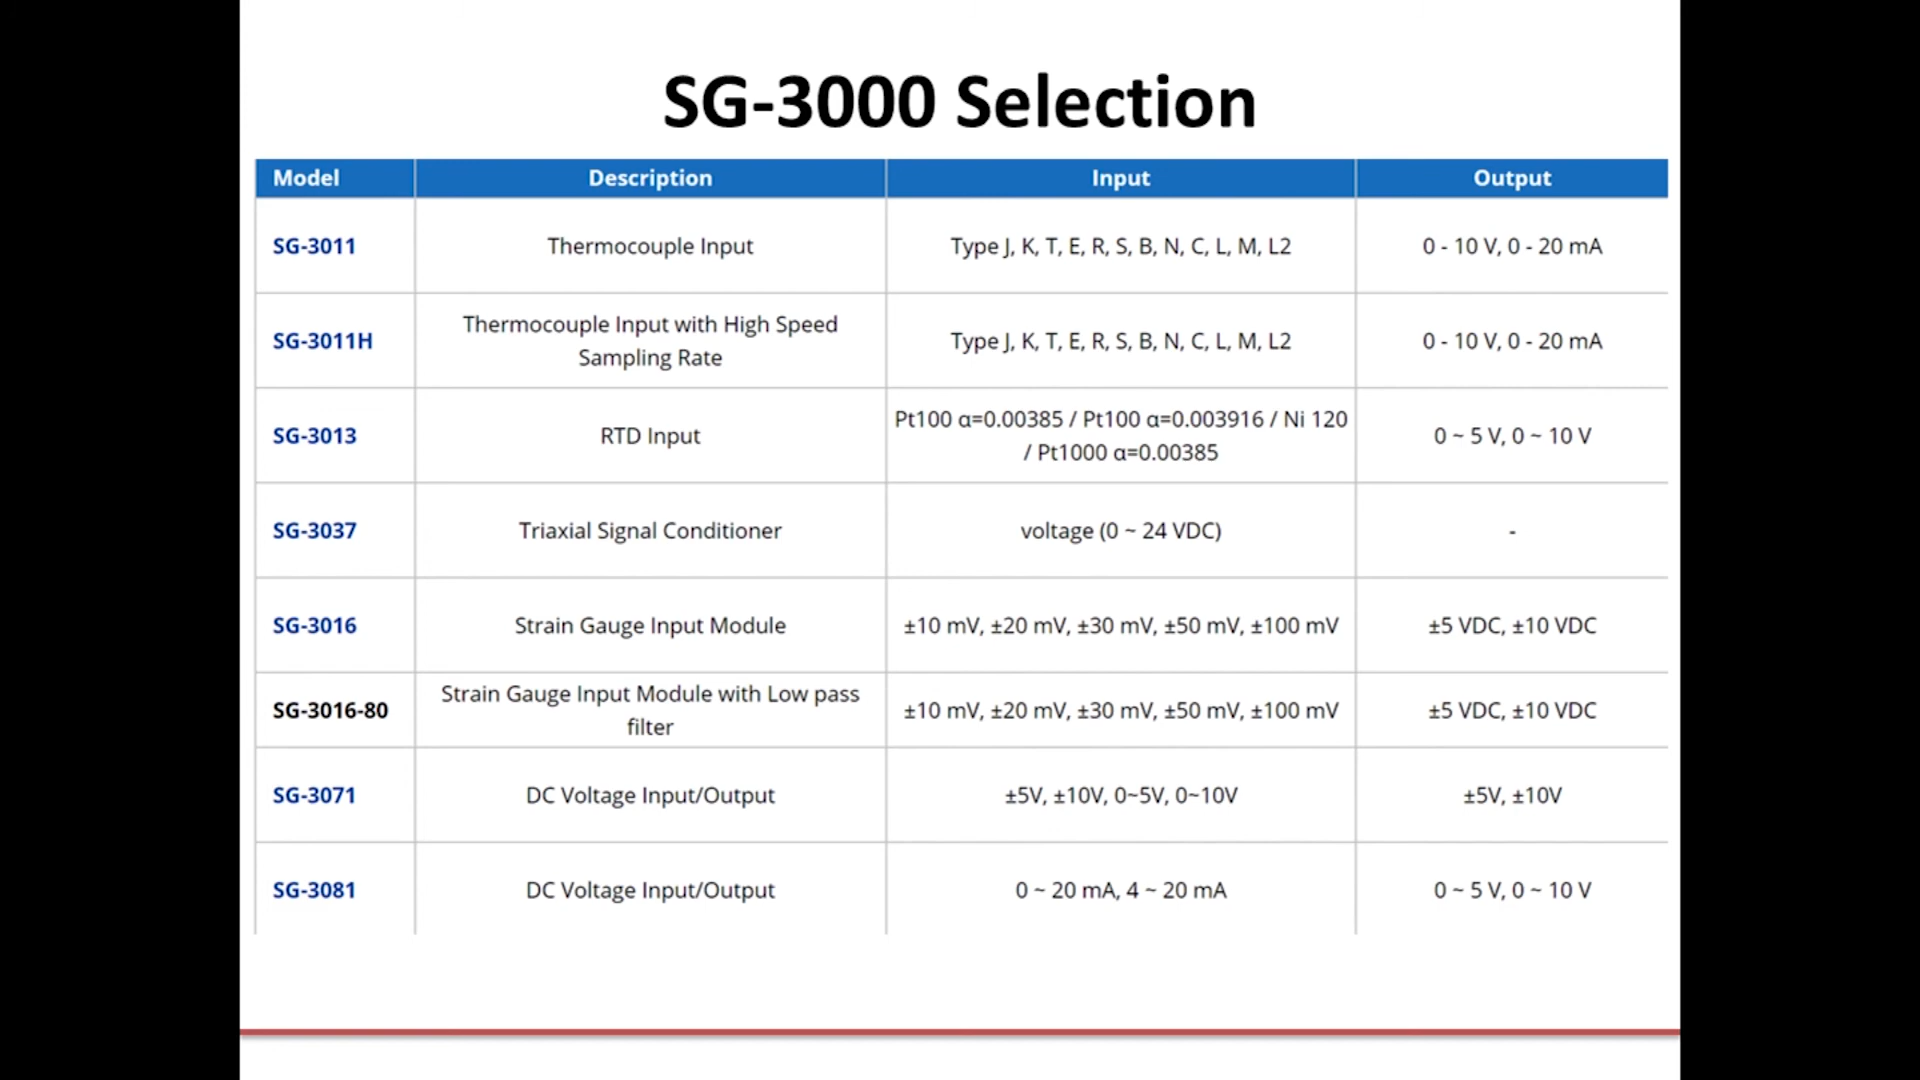 SG-3000 Selection
Model Description Input Output
SG-3011 Thermocouple Input Type J, K, T, E, R, S, B, N, C, L, M, L2 0 - 10 V, 0 - 20 mA
SG-3011H Thermocouple Input with High Speed Sampling Rate Type J, K, T, E, R, S, B, N, C, L, M, L2 0 - 10 V, 0 - 20 mA
SG-3013 RTD Input Pt100 α=0.00385 / Pt100 α=0.003916 / Ni 120 / Pt1000 α=0.00385 0 ~ 5 V, 0 ~ 10 V
SG-3037 Triaxial Signal Conditioner voltage (0 ~ 24 VDC) -
SG-3016 Strain Gauge Input Module ±10 mV, ±20 mV, ±30 mV, ±50 mV, ±100 mV ±5 VDC, ±10 VDC
SG-3016-80 Strain Gauge Input Module with Low pass filter ±10 mV, ±20 mV, ±30 mV, ±50 mV, ±100 mV ±5 VDC, ±10 VDC
SG-3071 DC Voltage Input/Output ±5V, ±10V, 0~5V, 0~10V ±5V, ±10V
SG-3081 DC Voltage Input/Output 0 ~ 20 mA, 4 ~ 20 mA 0 ~ 5 V, 0 ~ 10 V